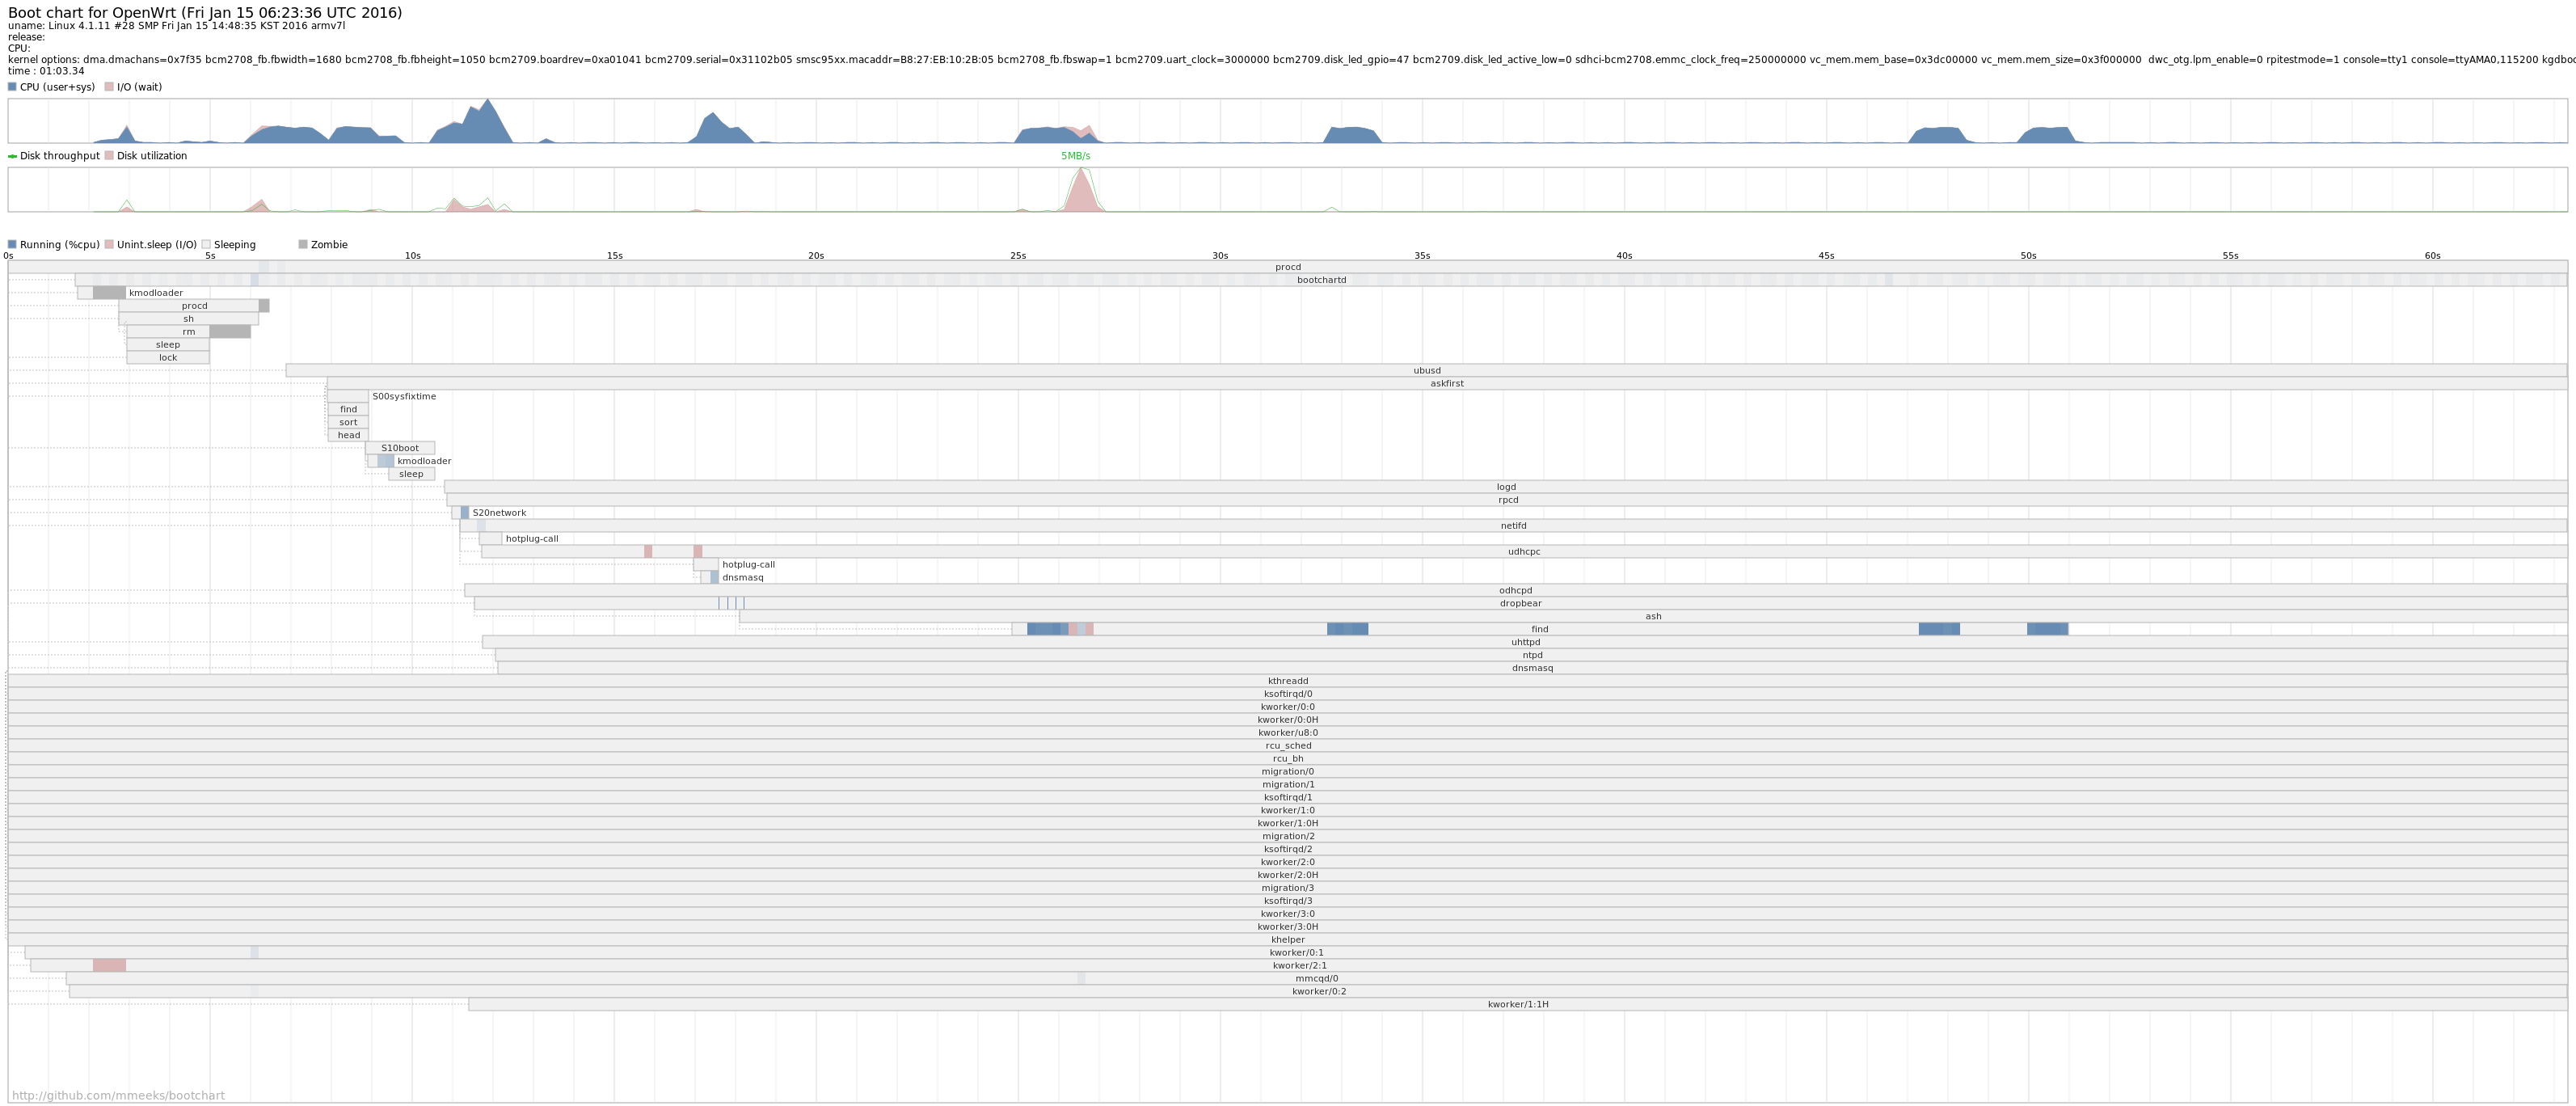 Boot chart for OpenWrt (Fri Jan 15 06:23:36 UTC 2016)
uname: Linux 4.1.11 #28 SMP Fri Jan 15 14:48:35 KST 2016 armv7l
release:
CPU:
kernel options: dma.dmachans=0x7f35 bcm2708_fb.fbwidth=1680 bcm2708_fb.fbheight=1050 bcm2709.boardrev=0xa01041 bcm2709.serial=0x31102b05 smsc95xx.macaddr=B8:27:EB:10:2B:05 bcm2708_fb.fbswap=1 bcm2709.uart_clock=3000000 bcm2709.disk_led_gpio=47 bcm2709.disk_led_active_low=0 sdhci-bcm2708.emmc_clock_freq=250000000 vc_mem.mem_base=0x3dc00000 vc_mem.mem_size=0x3f000000  dwc_otg.lpm_enable=0 rpitestmode=1 console=tty1 console=ttyAMA0,115200 kgdboc
time : 01:03.34
CPU (user+sys) I/O (wait)
Disk throughput Disk utilization 5MB/s
Running (%cpu) Unint.sleep (I/O) Sleeping Zombie
0s 5s 10s 15s 20s 25s 30s 35s 40s 45s 50s 55s 60s
procd
bootchartd
kmodloader
procd
sh
rm
sleep
lock
ubusd
askfirst
S00sysfixtime
find
sort
head
S10boot
kmodloader
sleep
logd
rpcd
S20network
netifd
hotplug-call
udhcpc
hotplug-call
dnsmasq
odhcpd
dropbear
ash
find
uhttpd
ntpd
dnsmasq
kthreadd
ksoftirqd/0
kworker/0:0
kworker/0:0H
kworker/u8:0
rcu_sched
rcu_bh
migration/0
migration/1
ksoftirqd/1
kworker/1:0
kworker/1:0H
migration/2
ksoftirqd/2
kworker/2:0
kworker/2:0H
migration/3
ksoftirqd/3
kworker/3:0
kworker/3:0H
khelper
kworker/0:1
kworker/2:1
mmcqd/0
kworker/0:2
kworker/1:1H
http://github.com/mmeeks/bootchart